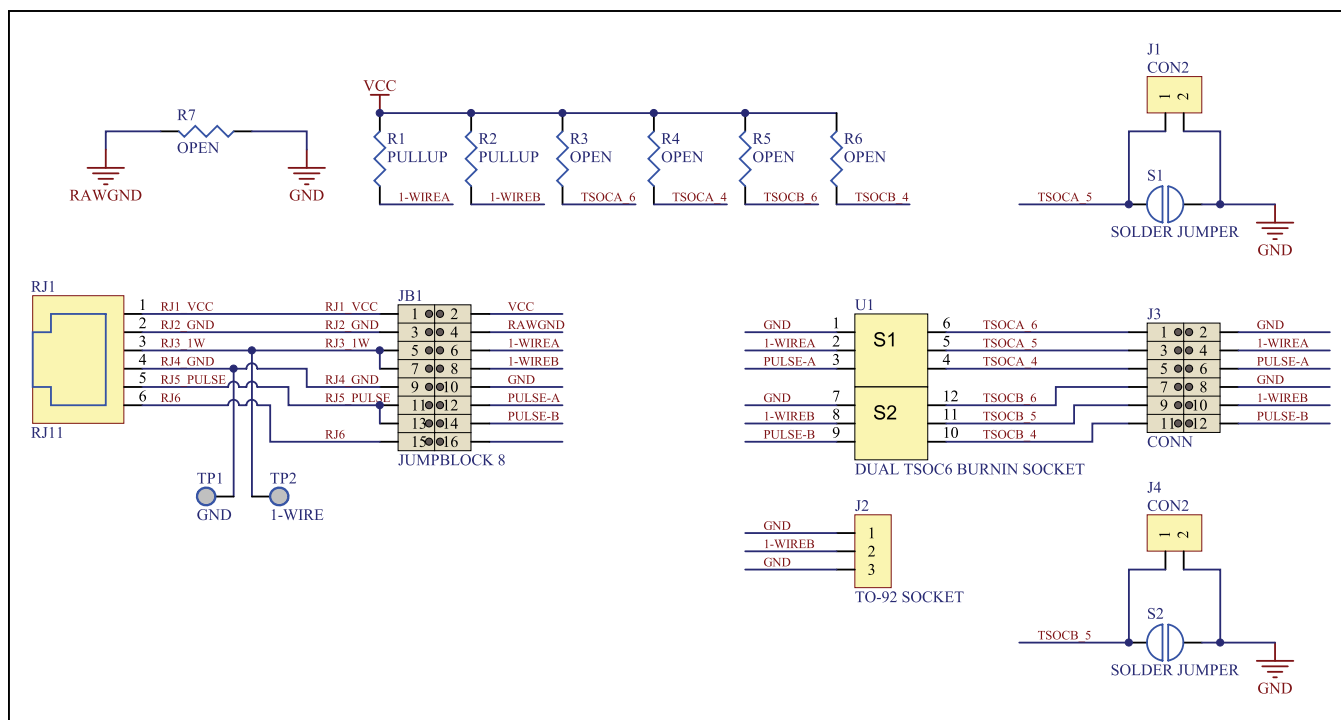 VCC
R7
OPEN
RAWGND
GND
R1
PULLUP
R2
PULLUP
R3
OPEN
R4
OPEN
R5
OPEN
R6
OPEN
1-WIREA
1-WIREB
TSOCA_6
TSOCA_4
TSOCB_6
TSOCB_4
J1
CON2
1 2
S1
TSOCA_5
SOLDER JUMPER
GND
RJ1
1 RJ1_VCC
2 RJ2_GND
3 RJ3_1W
4 RJ4_GND
5 RJ5_PULSE
6 RJ6
RJ11
TP1
GND
TP2
1-WIRE
JB1
RJ1_VCC 1 2 VCC
RJ2_GND 3 4 RAWGND
RJ3_1W 5 6 1-WIREA
7 8 1-WIREB
RJ4_GND 9 10 GND
RJ5_PULSE 11 12 PULSE-A
13 14 PULSE-B
RJ6 15 16
JUMPBLOCK 8
U1
GND 1 S1 6 TSOCA_6
1-WIREA 2 5 TSOCA_5
PULSE-A 3 4 TSOCA_4
GND 7 S2 12 TSOCB_6
1-WIREB 8 11 TSOCB_5
PULSE-B 9 10 TSOCB_4
DUAL TSOC6 BURNIN SOCKET
J3
1 2 GND
3 4 1-WIREA
5 6 PULSE-A
7 8 GND
9 10 1-WIREB
11 12 PULSE-B
CONN
J2
GND 1
1-WIREB 2
GND 3
TO-92 SOCKET
J4
CON2
1 2
S2
TSOCB_5
SOLDER JUMPER
GND